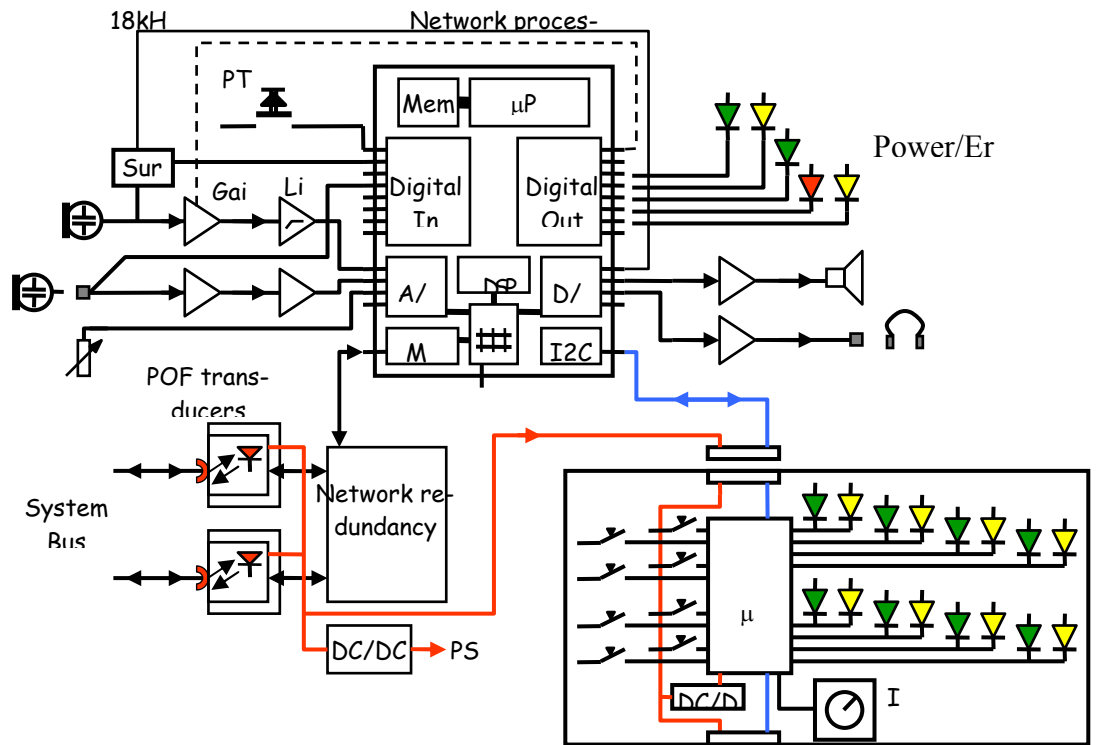 18kH
Network proces-
PT
Mem
μP
Sur
Digital
In
Digital
Out
Power/Er
Gai
Li
A/
D/
M
I2C
POF trans-
ducers
System
Bus
Network re-
dundancy
DC/DC
PS
μ
DC/D
I